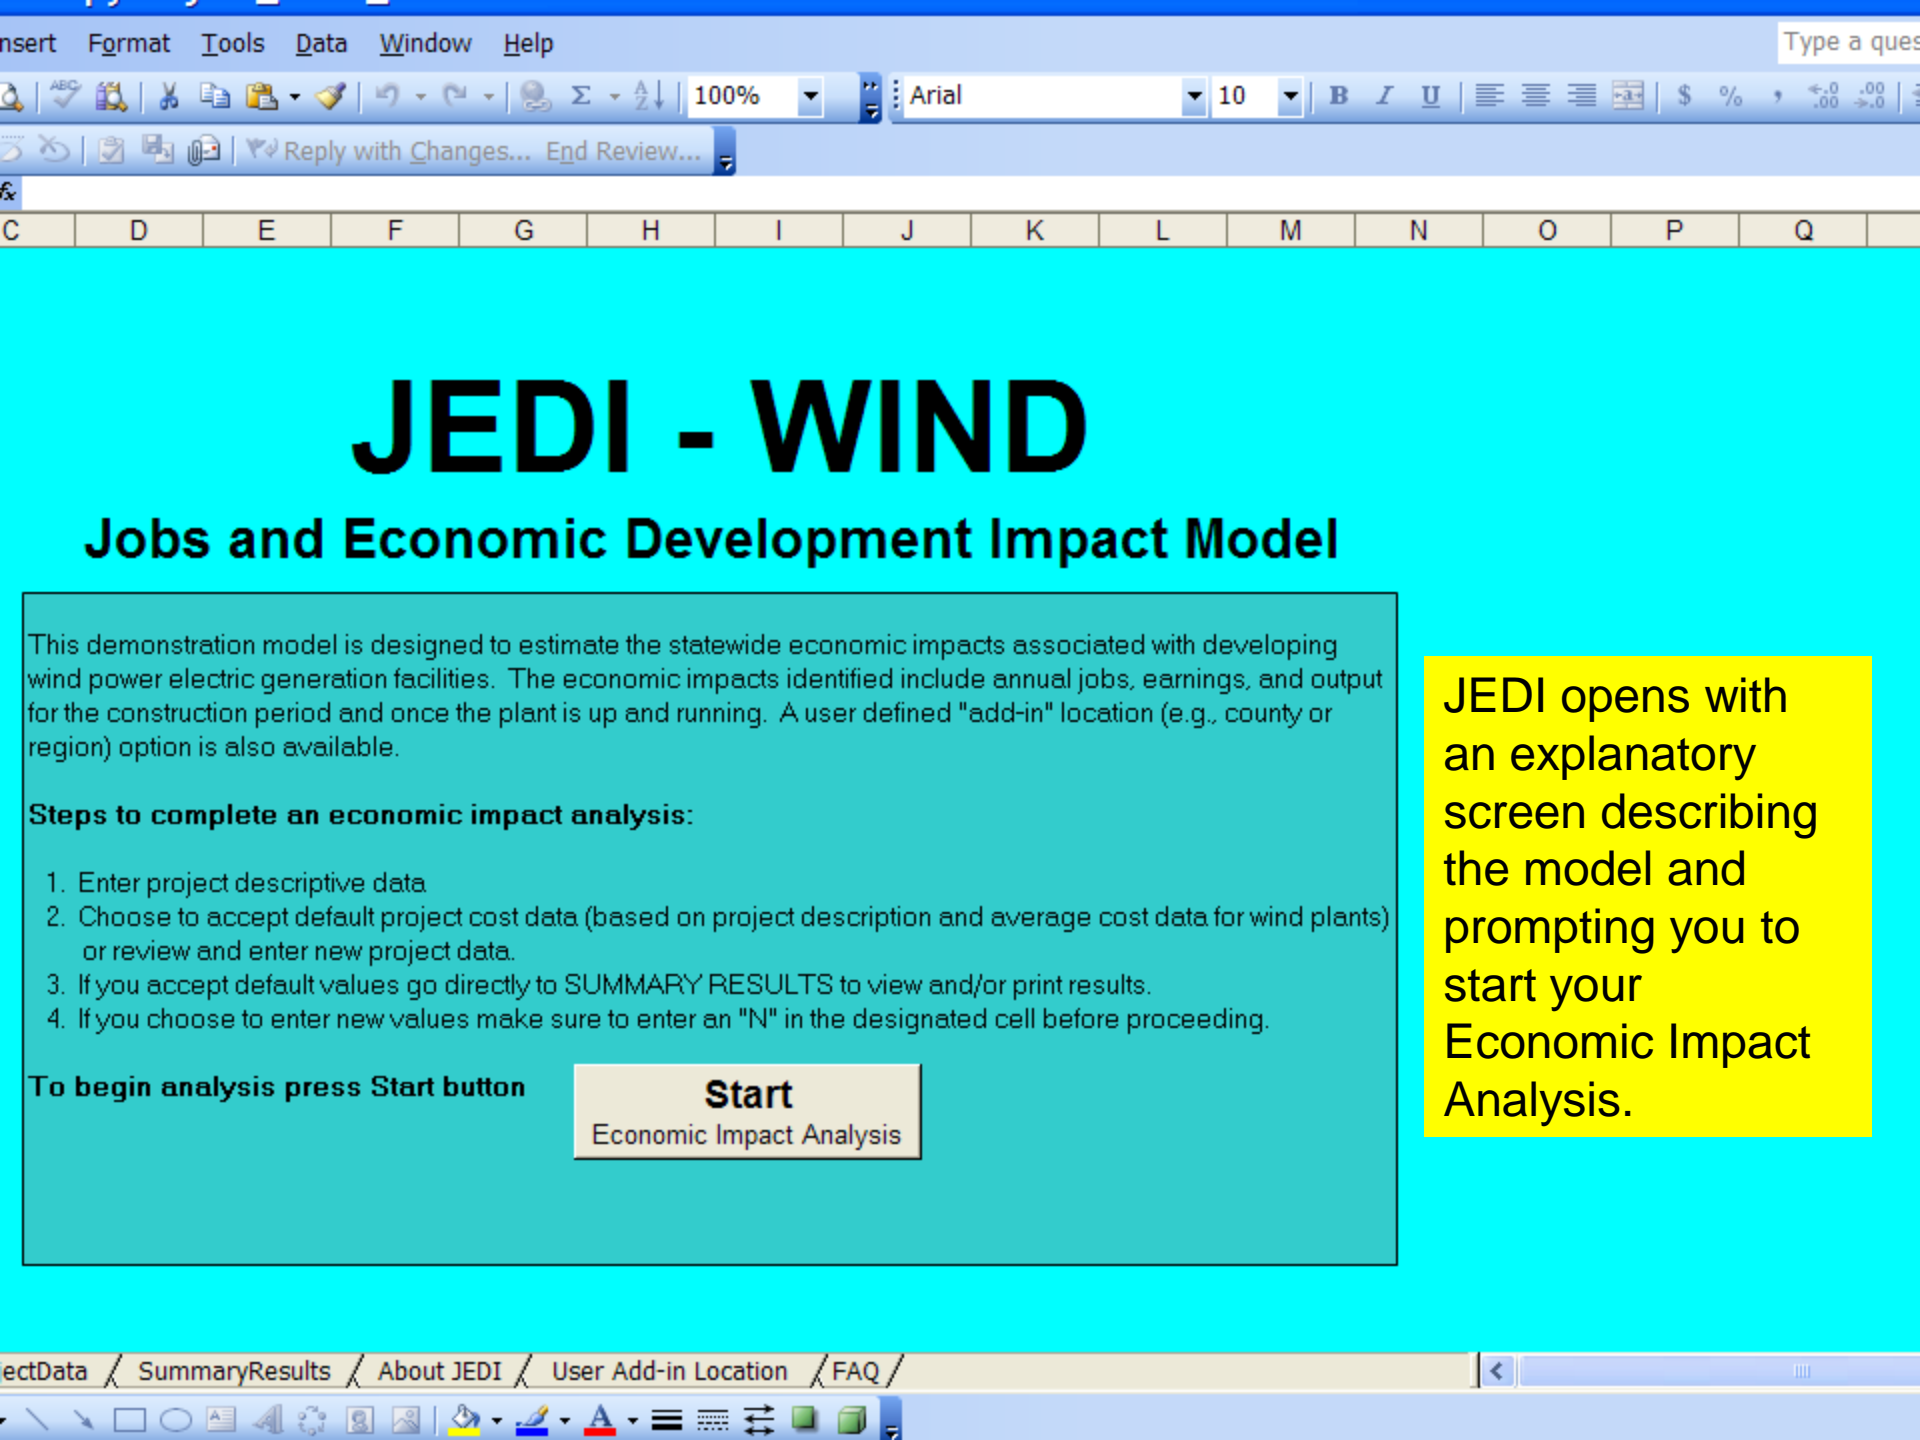 Format Tools Data Window Help
Type a
100% Arial 10 B I U $ %
Reply with Changes... End Review...
fx
C D E F G H I J K L M N O P Q
JEDI - WIND
Jobs and Economic Development Impact Model
This demonstration model is designed to estimate the statewide economic impacts associated with developing
wind power electric generation facilities. The economic impacts identified include annual jobs, earnings, and output
for the construction period and once the plant is up and running. A user defined "add-in" location (e.g., county or
region) option is also available.
Steps to complete an economic impact analysis:
1. Enter project descriptive data
2. Choose to accept default project cost data (based on project description and average cost data for wind plants)
or review and enter new project data.
3. If you accept default values go directly to SUMMARY RESULTS to view and/or print results.
4. If you choose to enter new values make sure to enter an "N" in the designated cell before proceeding.
To begin analysis press Start button
Start
Economic Impact Analysis
JEDI opens with
an explanatory
screen describing
the model and
prompting you to
start your
Economic Impact
Analysis.
ectData SummaryResults About JEDI User Add-in Location FAQ